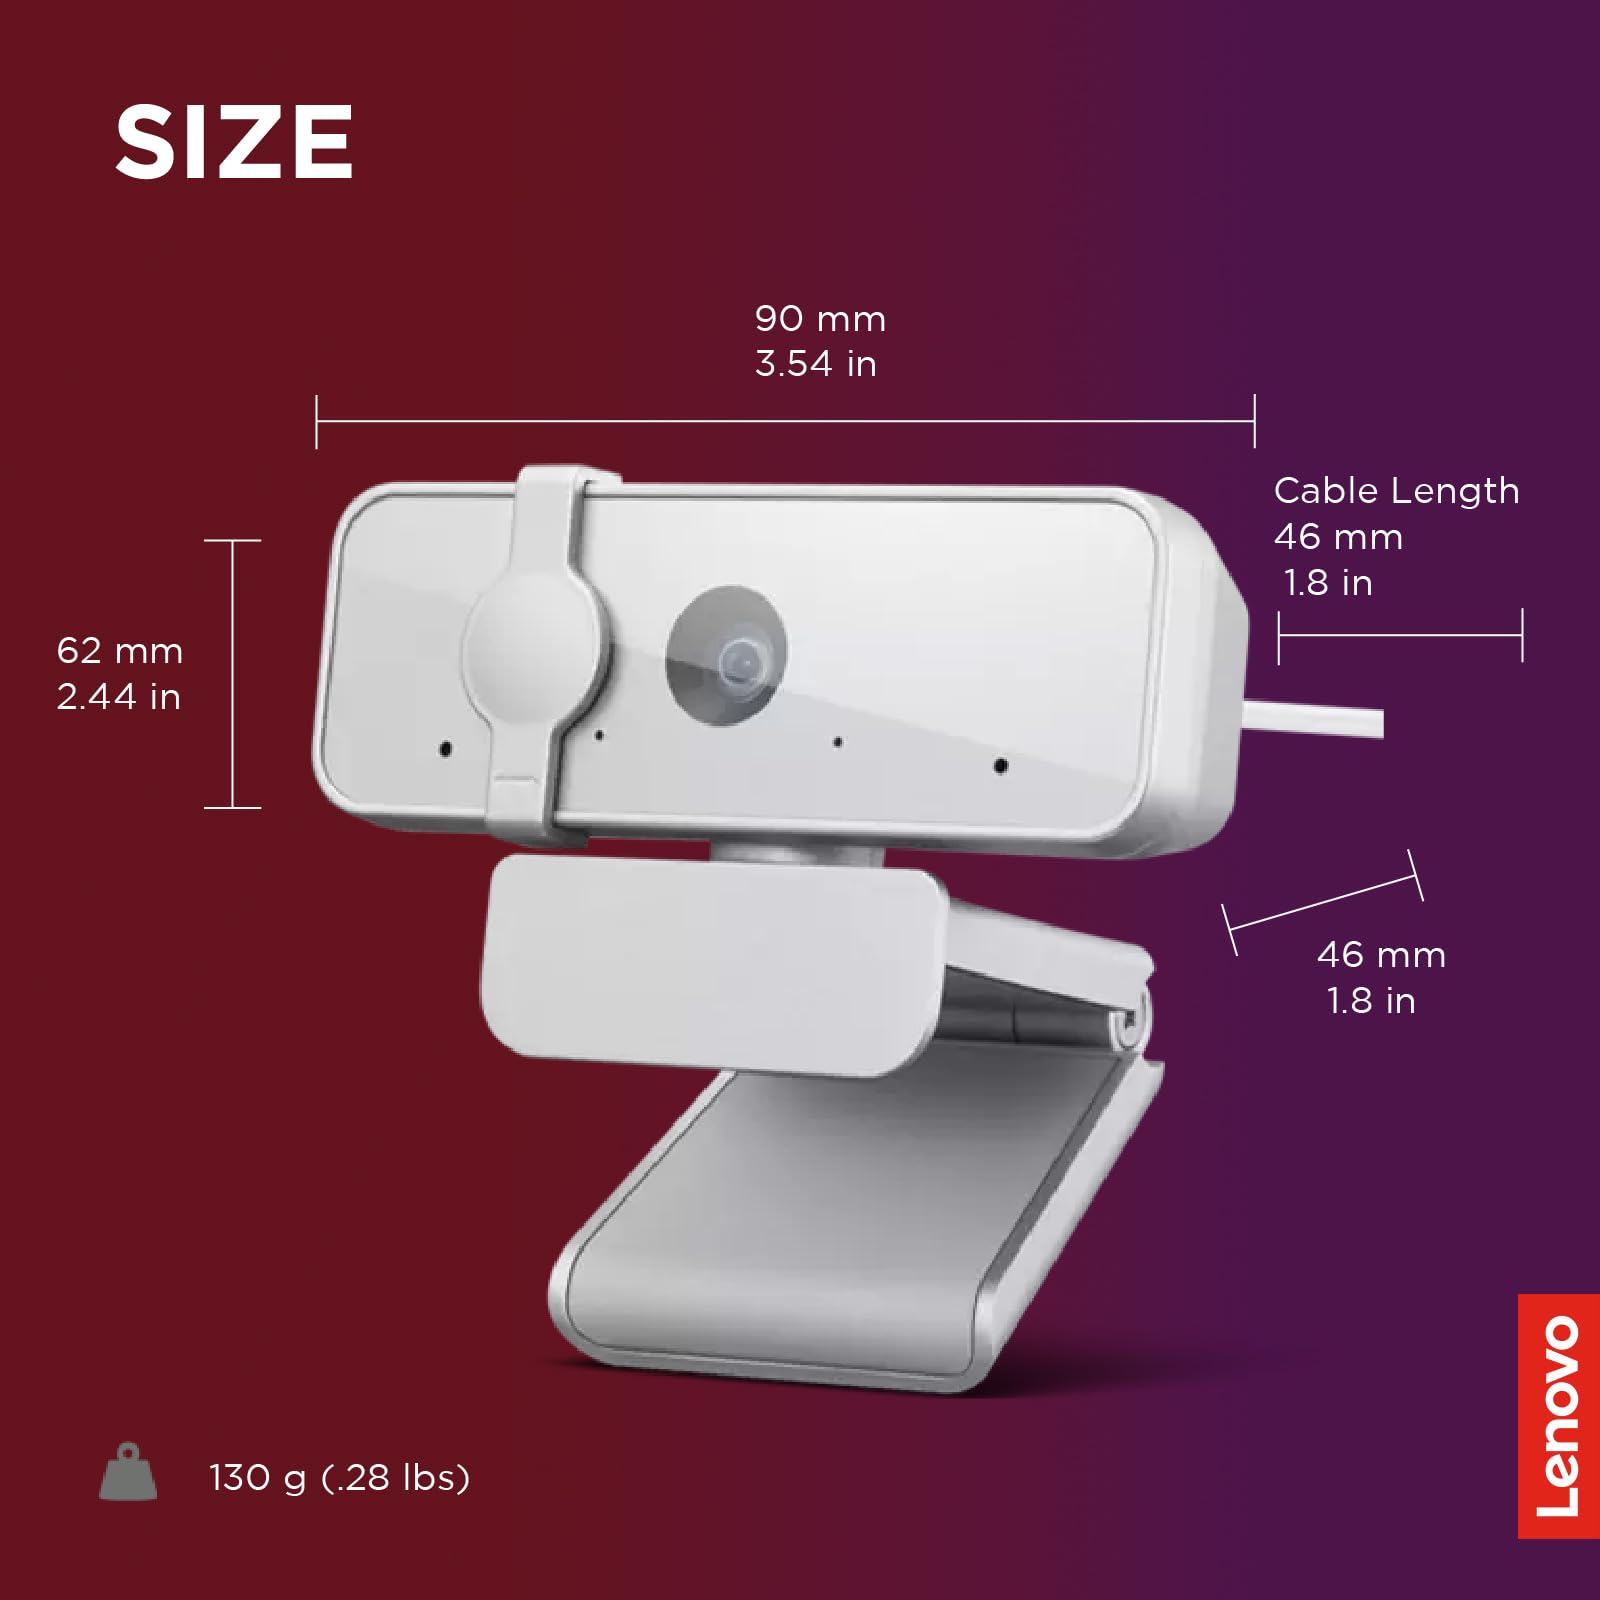 SIZE
90 mm
3.54 in
Cable Length
46 mm
1.8 in
62 mm
2.44 in
46 mm
1.8 in
130 g (.28 lbs)
Lenovo